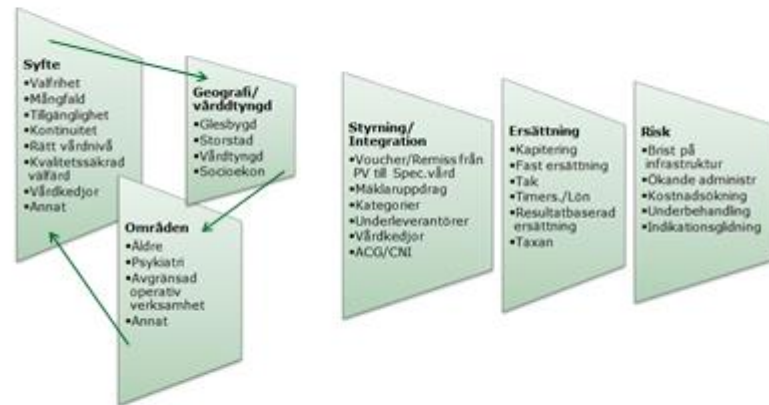 Syfte
•Valfrihet
•Mångfald
•Tillgänglighet
•Kontinuitet
•Rätt vårdnivå
•Kvalitetssäkrad
välfärd
•Vårdkedjor
•Annat
Geografi/
vårddtyngd
•Glesbygd
•Storstad
•Vårdtyngd
•Socioekon
Områden
•Äldre
•Psykiatri
•Avgränsad
operativ
verksamhet
•Annat
Styrning/
Integration
•Voucher/Remiss från
PV till Spec.vård
•Mäklaruppdrag
•Kategorier
•Underleverantörer
•Vårdkedjor
•ACG/CNI
Ersättning
•Kapitering
•Fast ersättning
•Tak
•Timers./Lön
•Resultatbaserad
ersättning
•Taxan
Risk
•Brist på
infrastruktur
•Ökande administr
•Kostnadsökning
•Underbehandling
•Indikationsglidning